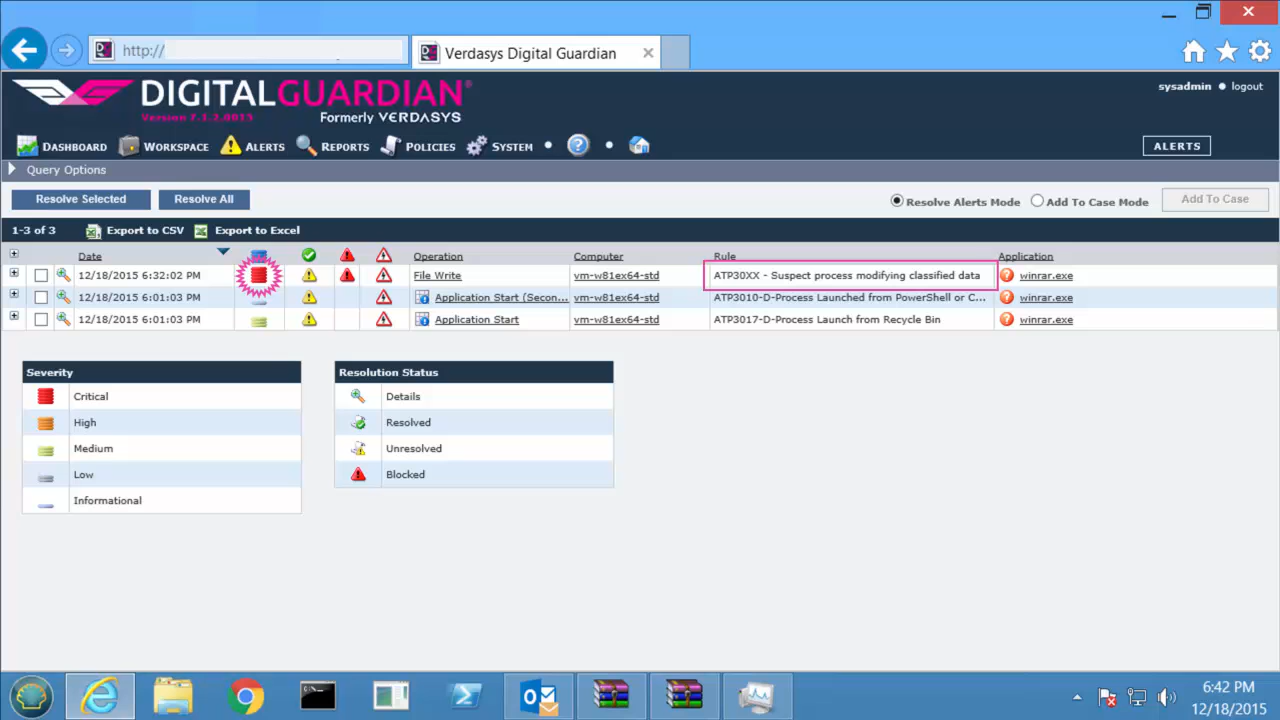 http://
Verdasys Digital Guardian
DIGITALGUARDIAN
Version 7.1.2.0013
Formerly VERDASYS
sysadmin logout
DASHBOARD WORKSPACE ALERTS REPORTS POLICIES SYSTEM ALERTS
Query Options
Resolve Selected Resolve All Resolve Alerts Mode Add To Case Mode Add To Case
1-3 of 3 Export to CSV Export to Excel
Date Operation Computer Rule Application
12/18/2015 6:32:02 PM File Write vm-w81ex64-std ATP30XX - Suspect process modifying classified data winrar.exe
12/18/2015 6:01:03 PM Application Start (Secon... vm-w81ex64-std ATP3010-D-Process Launched from PowerShell or C... winrar.exe
12/18/2015 6:01:03 PM Application Start vm-w81ex64-std ATP3017-D-Process Launch from Recycle Bin winrar.exe
Severity
Critical
High
Medium
Low
Informational
Resolution Status
Details
Resolved
Unresolved
Blocked
6:42 PM
12/18/2015